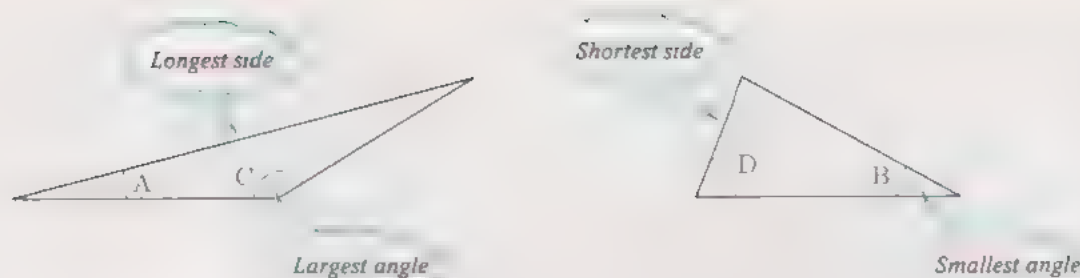 Longest side
Shortest side
A
C
D
B
Largest angle
Smallest angle